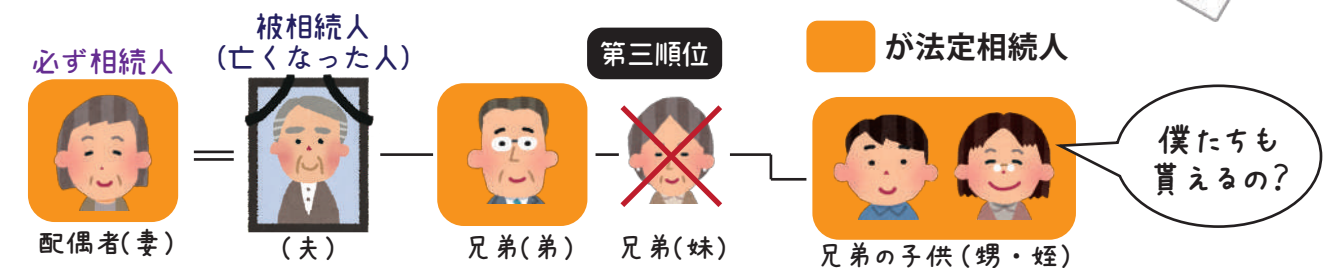 必ず相続人
被相続人
(亡くなった人)
第三順位
が法定相続人
僕たちも
貰えるの?
配偶者(妻)
(夫)
兄弟(弟)
兄弟(妹)
兄弟の子供(甥・姪)